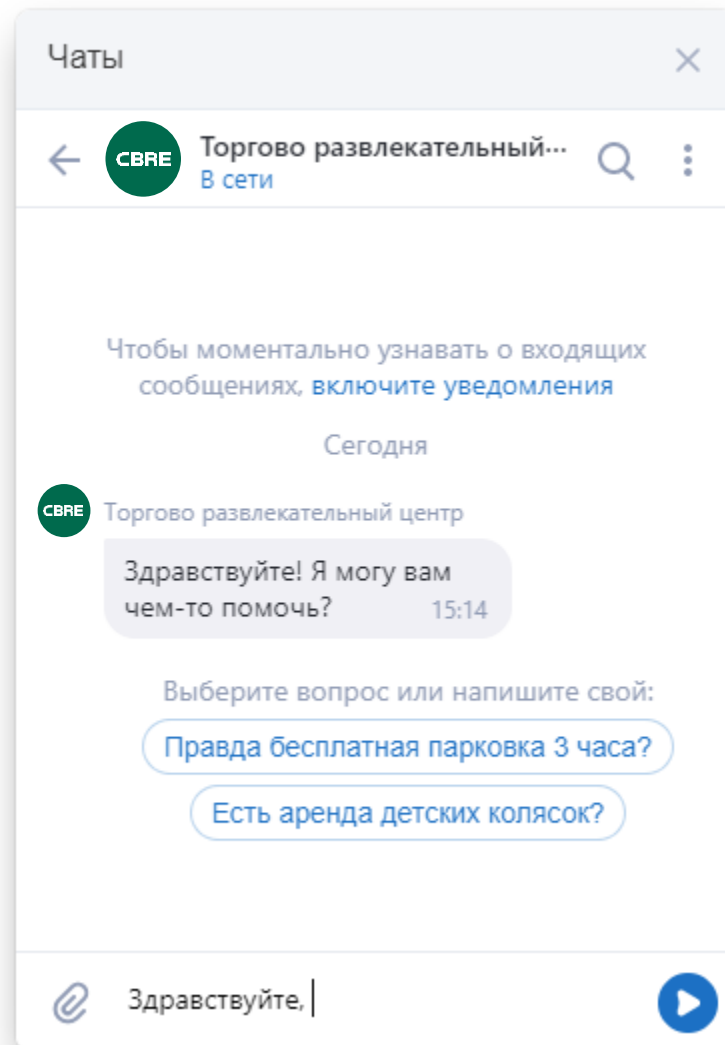 Чаты
CBRE
Торгово развлекательный...
В сети
Чтобы моментально узнавать о входящих
сообщениях, включите уведомления
Сегодня
CBRE
Торгово развлекательный центр
Здравствуйте! Я могу вам
чем-то помочь?
15:14
Выберите вопрос или напишите свой:
Правда бесплатная парковка 3 часа?
Есть аренда детских колясок?
Здравствуйте,